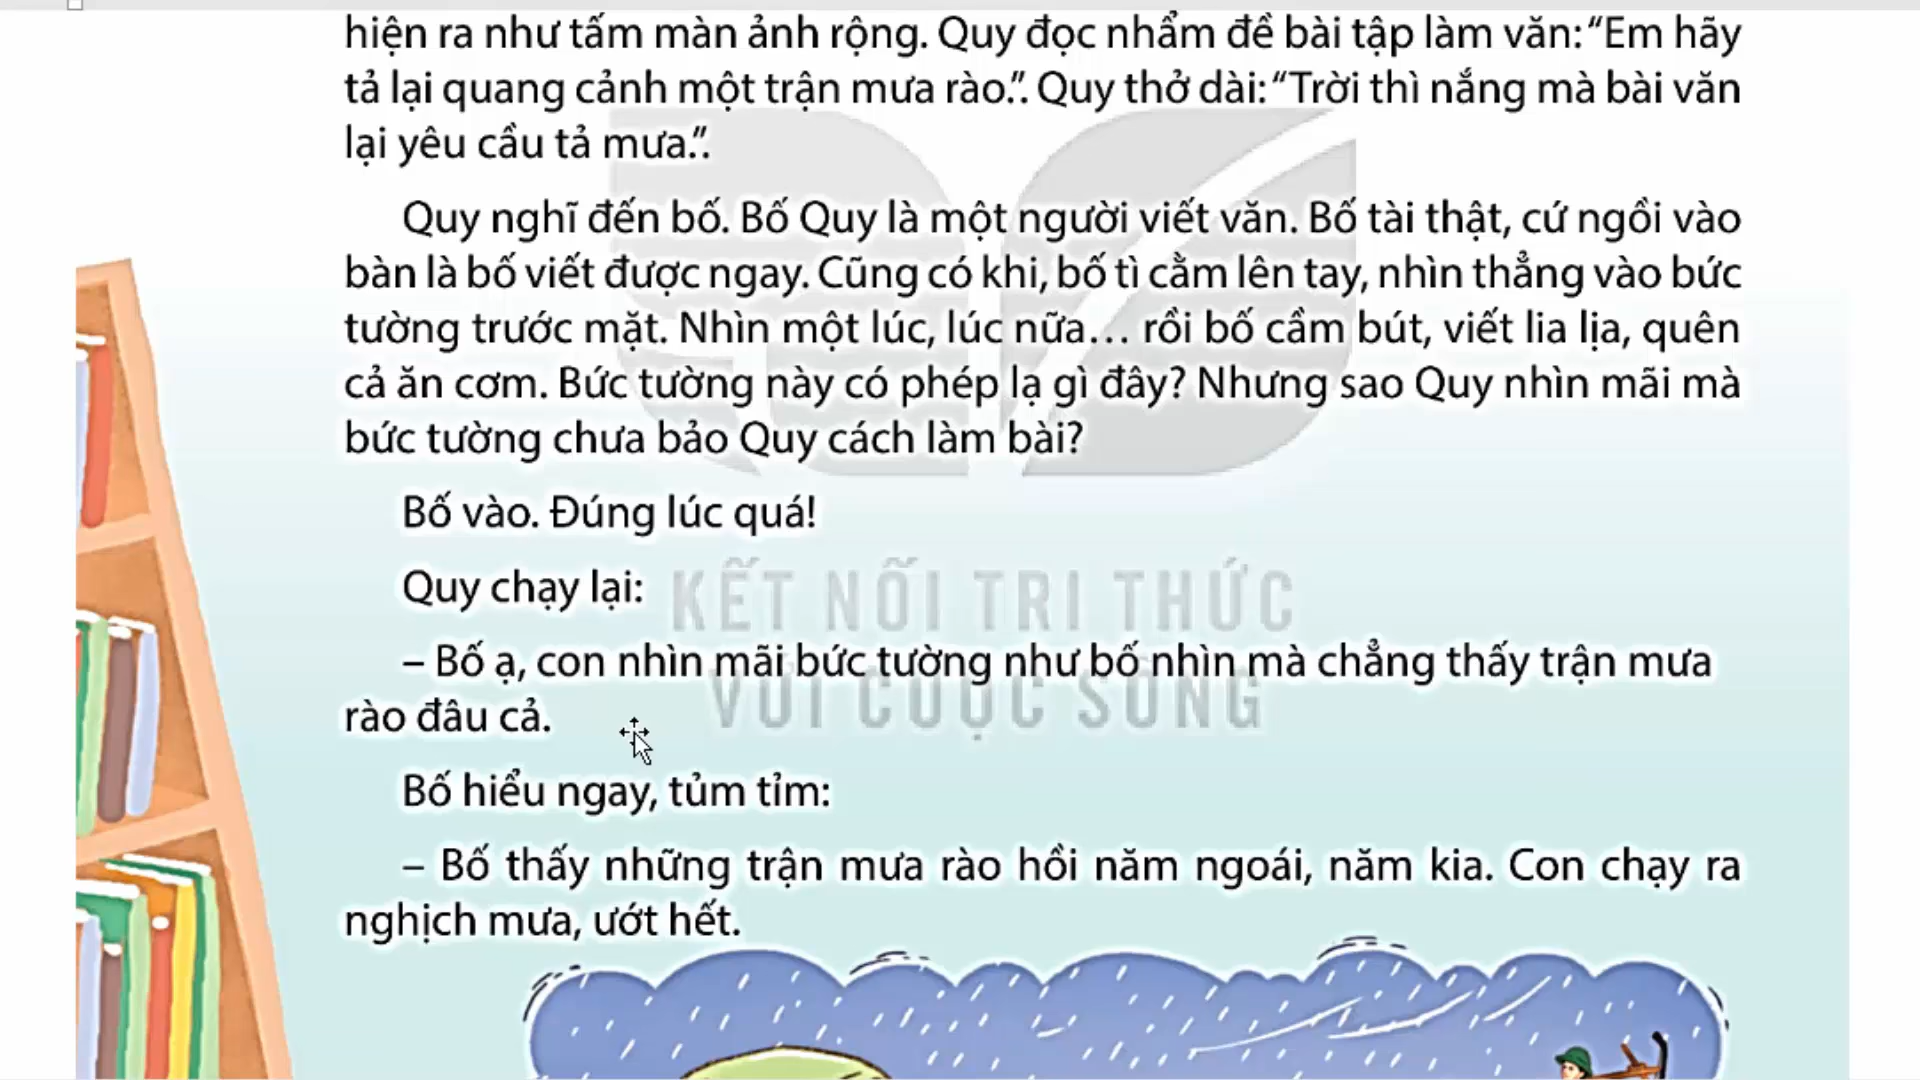 hiện ra như tấm màn ảnh rộng. Quy đọc nhẩm đề bài tập làm văn: “Em hãy
tả lại quang cảnh một trận mưa rào.”. Quy thở dài: “Trời thì nắng mà bài văn
lại yêu cầu tả mưa.”.
Quy nghĩ đến bố. Bố Quy là một người viết văn. Bố tài thật, cứ ngồi vào
bàn là bố viết được ngay. Cũng có khi, bố tì cằm lên tay, nhìn thẳng vào bức
tường trước mặt. Nhìn một lúc, lúc nữa… rồi bố cầm bút, viết lia lịa, quên
cả ăn cơm. Bức tường này có phép lạ gì đây? Nhưng sao Quy nhìn mãi mà
bức tường chưa bảo Quy cách làm bài?
Bố vào. Đúng lúc quá!
Quy chạy lại:
KẾT NỐI TRI THỨC
– Bố ạ, con nhìn mãi bức tường như bố nhìn mà chẳng thấy trận mưa
VỚI CUỘC SỐNG
rào đâu cả.
Bố hiểu ngay, tủm tỉm:
– Bố thấy những trận mưa rào hồi năm ngoái, năm kia. Con chạy ra
nghịch mưa, ướt hết.